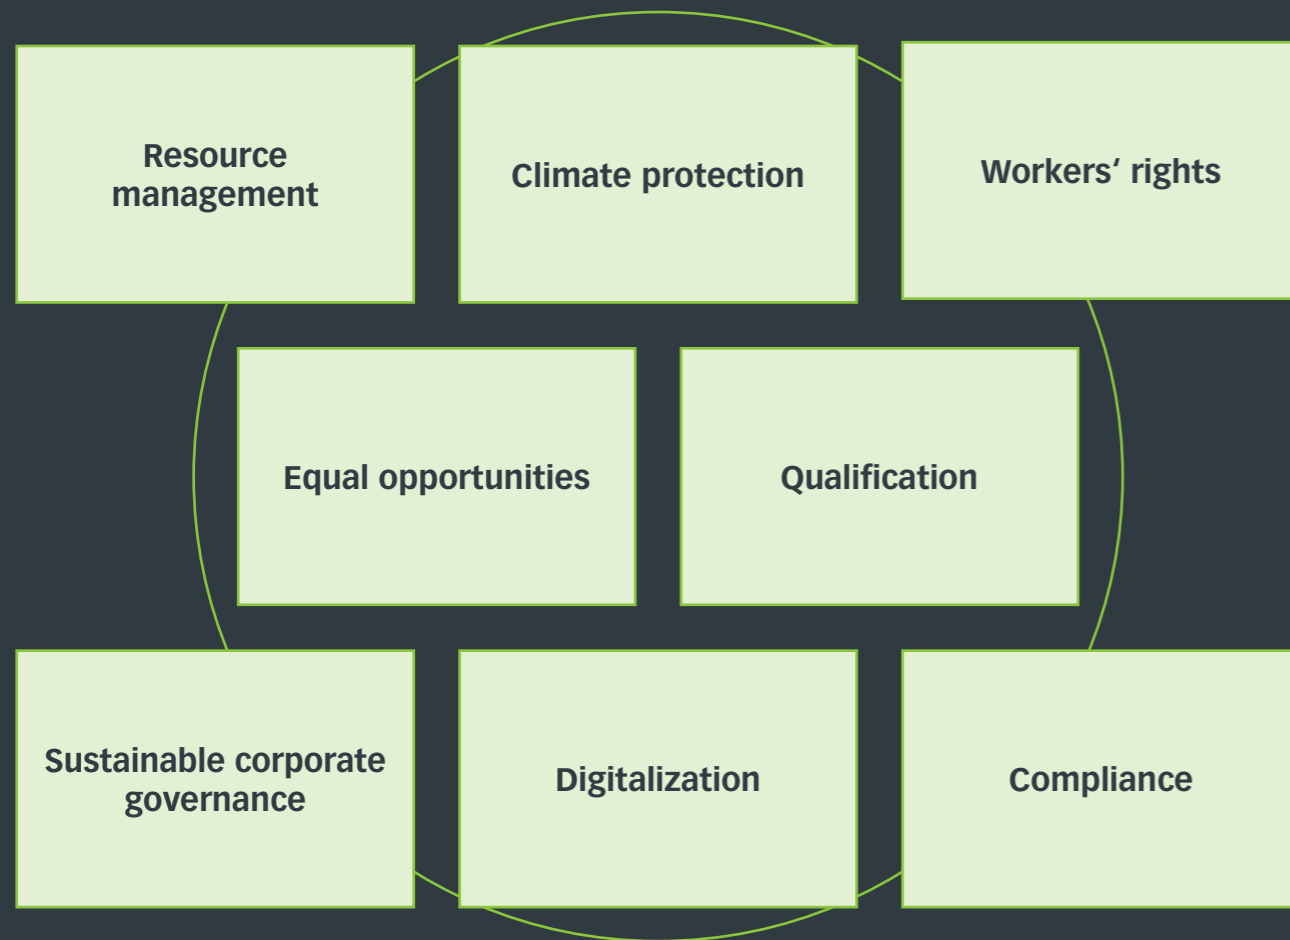 Resource
management
Climate protection
Workers‘ rights
Equal opportunities
Qualification
Sustainable corporate
governance
Digitalization
Compliance